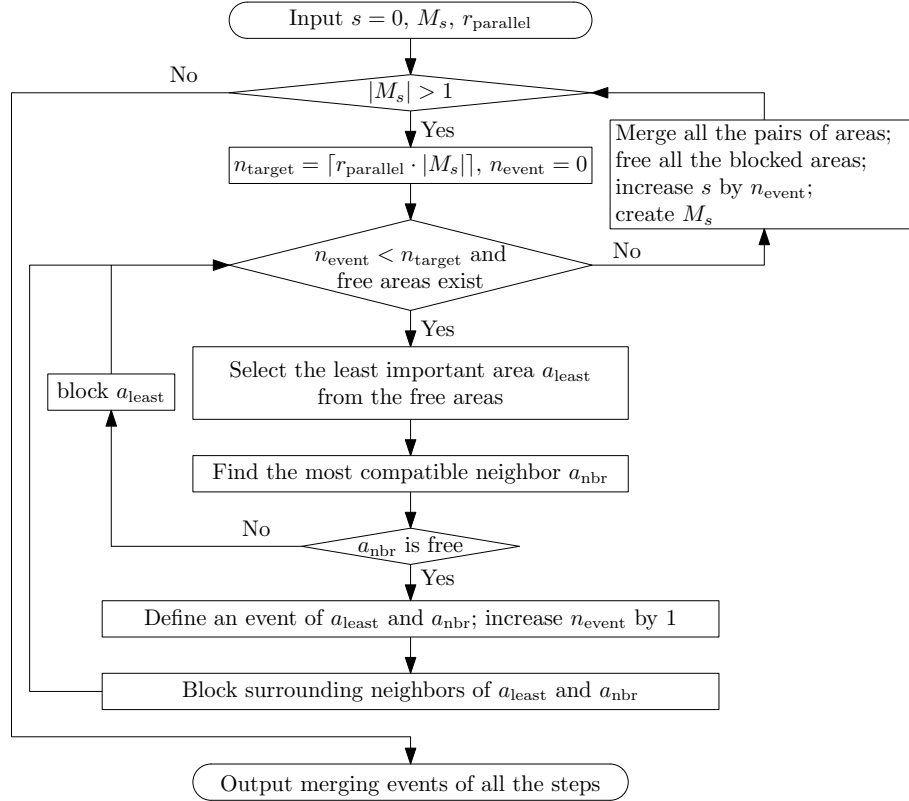 Input s = 0, M_s, r_parallel
No
|M_s| > 1
Yes
n_target = ⌈r_parallel · |M_s|⌉, n_event = 0
Merge all the pairs of areas;
free all the blocked areas;
increase s by n_event;
create M_s
n_event < n_target and
free areas exist
No
Yes
Select the least important area a_least
from the free areas
block a_least
Find the most compatible neighbor a_nbr
No
a_nbr is free
Yes
Define an event of a_least and a_nbr; increase n_event by 1
Block surrounding neighbors of a_least and a_nbr
Output merging events of all the steps